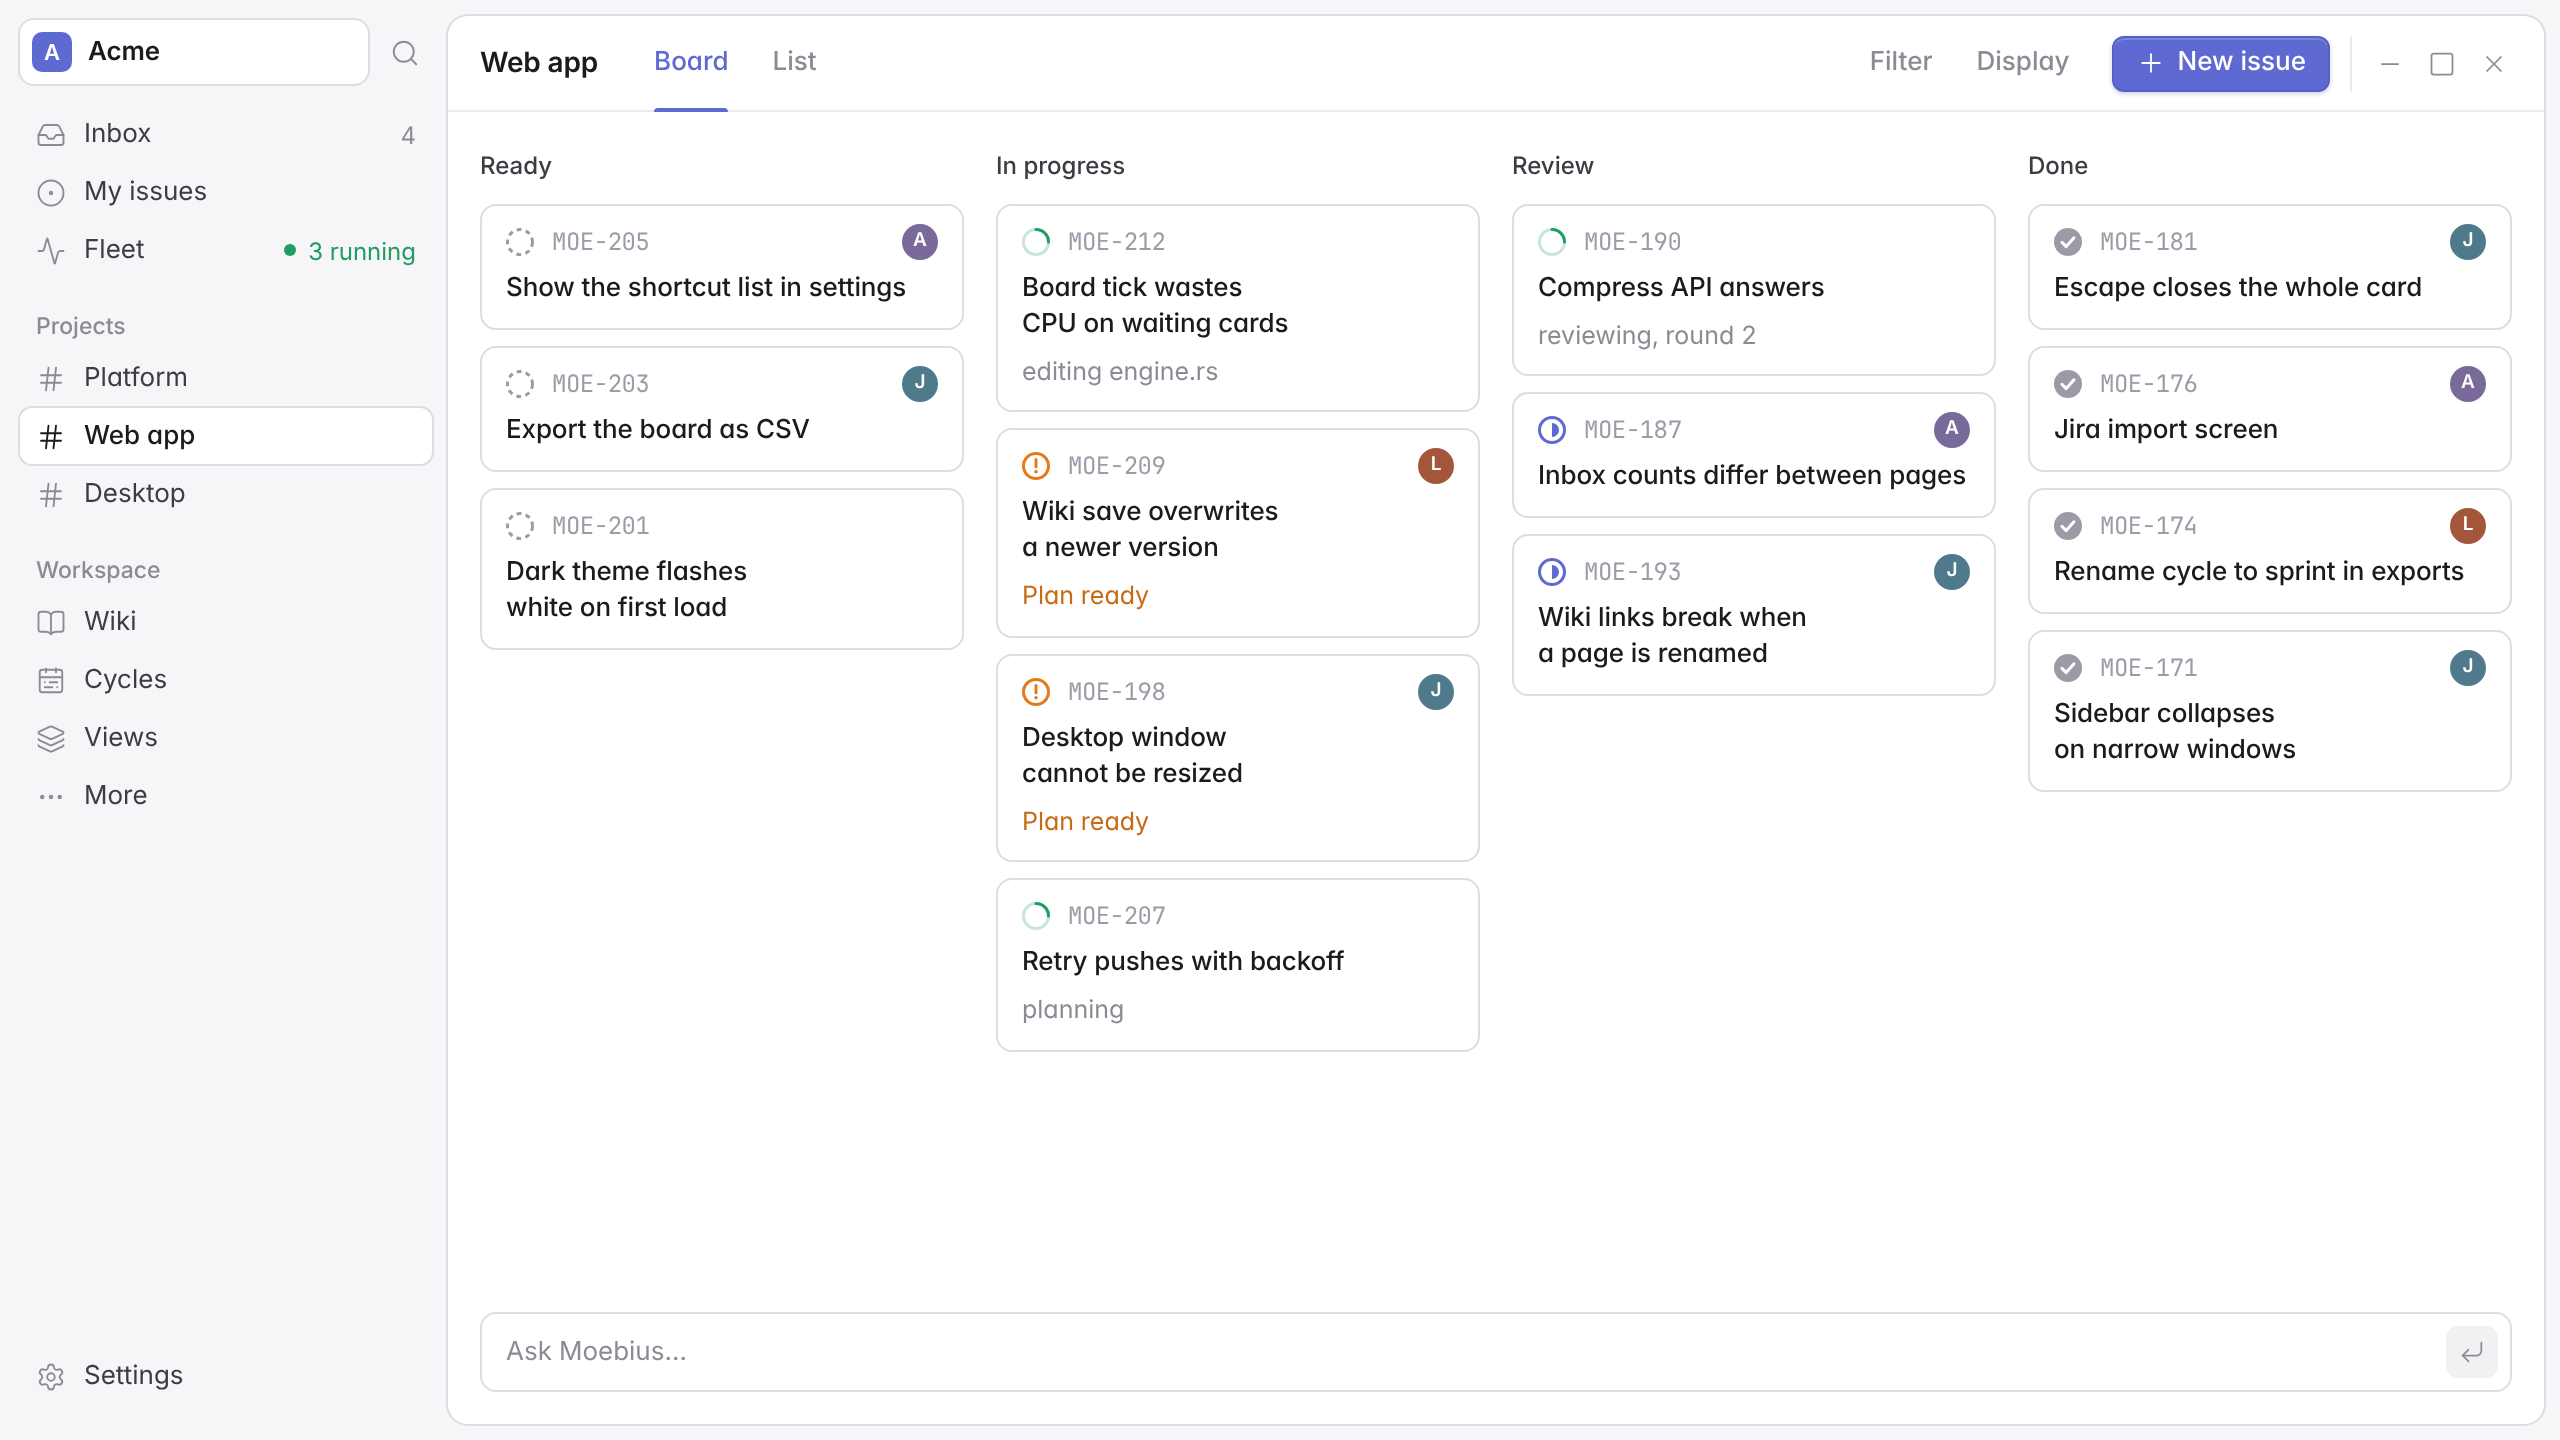 A Acme
Inbox 4
My issues
Fleet 3 running
Projects
Platform
Web app
Desktop
Workspace
Wiki
Cycles
Views
More
Settings
Web app Board List Filter Display New issue
Ready
MOE-205 A
Show the shortcut list in settings
MOE-203 J
Export the board as CSV
MOE-201
Dark theme flashes
white on first load
In progress
MOE-212
Board tick wastes
CPU on waiting cards
editing engine.rs
MOE-209 L
Wiki save overwrites
a newer version
Plan ready
MOE-198 J
Desktop window
cannot be resized
Plan ready
MOE-207
Retry pushes with backoff
planning
Review
MOE-190
Compress API answers
reviewing, round 2
MOE-187 A
Inbox counts differ between pages
MOE-193 J
Wiki links break when
a page is renamed
Done
MOE-181 J
Escape closes the whole card
MOE-176 A
Jira import screen
MOE-174 L
Rename cycle to sprint in exports
MOE-171 J
Sidebar collapses
on narrow windows
Ask Moebius...